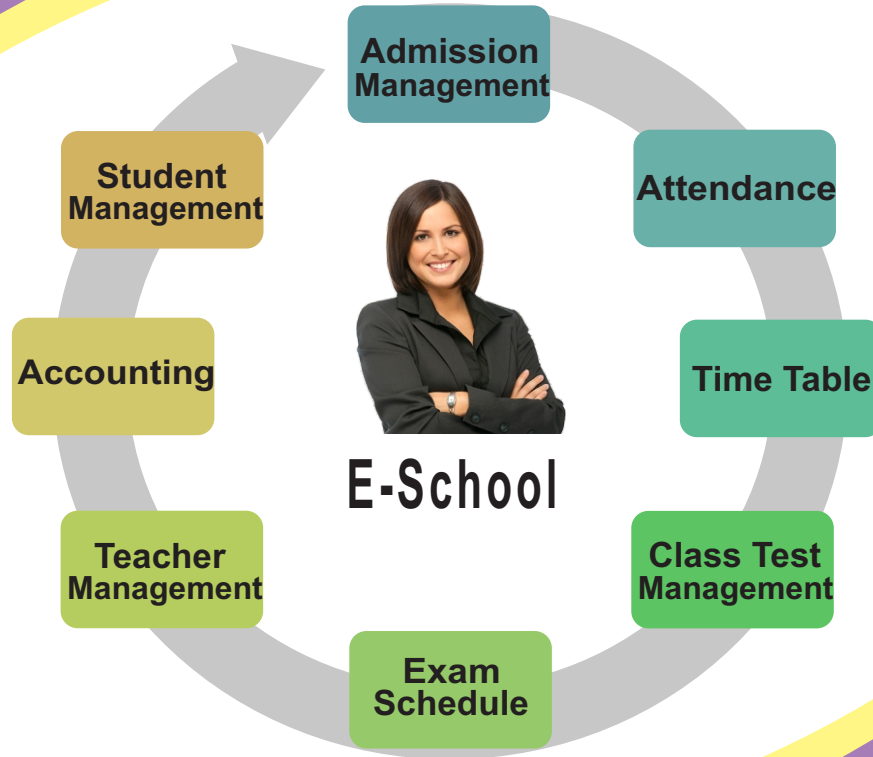 Admission
Management
Attendance
Time Table
Class Test
Management
Exam
Schedule
Teacher
Management
Accounting
Student
Management
E-School